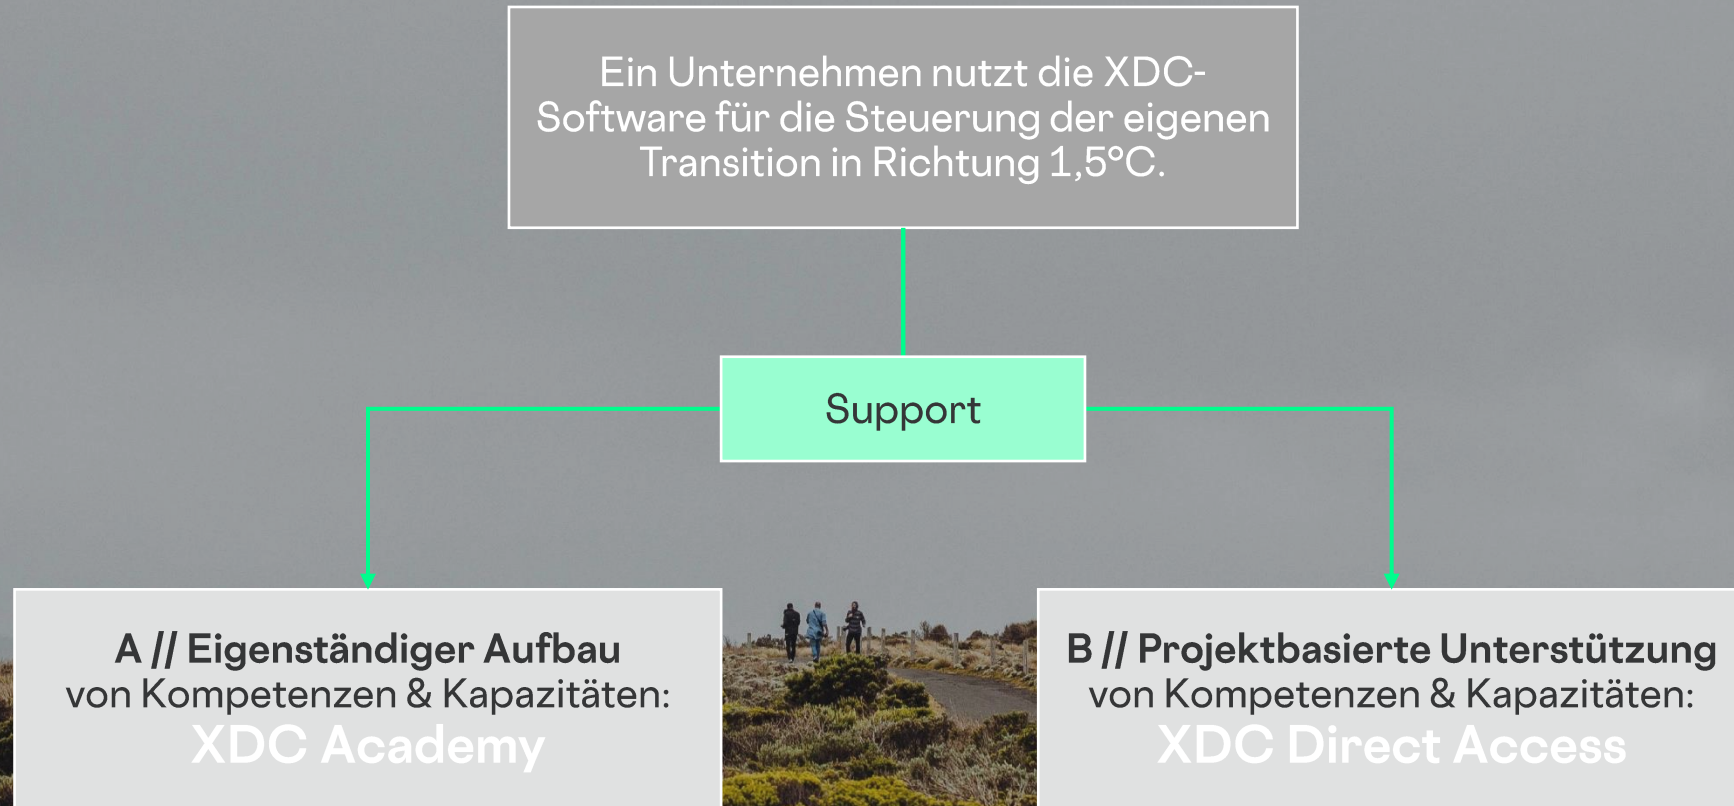 Ein Unternehmen nutzt die XDC-
Software für die Steuerung der eigenen
Transition in Richtung 1,5°C.
Support
A // Eigenständiger Aufbau
von Kompetenzen & Kapazitäten:
XDC Academy
B // Projektbasierte Unterstützung
von Kompetenzen & Kapazitäten:
XDC Direct Access